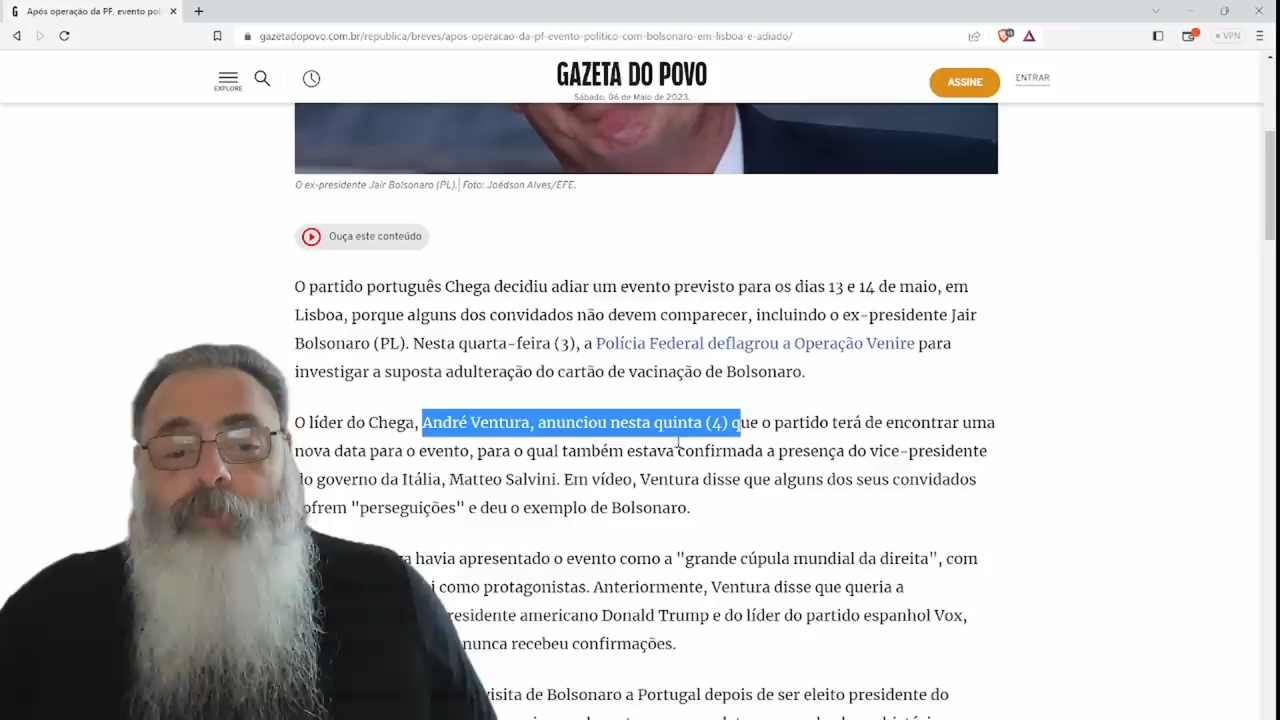 Após operação da PF, evento pol
gazetadopovo.com.br/republica/breves/apos-operacao-da-pf-evento-politico-com-bolsonaro-em-lisboa-e-adiado/
VPN
EXPLORE
GAZETA DO POVO
Sábado, 06 de Maio de 2023.
ASSINE
ENTRAR
O ex-presidente Jair Bolsonaro (PL).| Foto: Joédson Alves/EFE.
Ouça este conteúdo
O partido português Chega decidiu adiar um evento previsto para os dias 13 e 14 de maio, em
Lisboa, porque alguns dos convidados não devem comparecer, incluindo o ex-presidente Jair
Bolsonaro (PL). Nesta quarta-feira (3), a Polícia Federal deflagrou a Operação Venire para
investigar a suposta adulteração do cartão de vacinação de Bolsonaro.
O líder do Chega, André Ventura, anunciou nesta quinta (4) que o partido terá de encontrar uma
nova data para o evento, para o qual também estava confirmada a presença do vice-presidente
do governo da Itália, Matteo Salvini. Em vídeo, Ventura disse que alguns dos seus convidados
sofrem "perseguições" e deu o exemplo de Bolsonaro.
havia apresentado o evento como a "grande cúpula mundial da direita", com
como protagonistas. Anteriormente, Ventura disse que queria a
residente americano Donald Trump e do líder do partido espanhol Vox,
nunca recebeu confirmações.
visita de Bolsonaro a Portugal depois de ser eleito presidente do